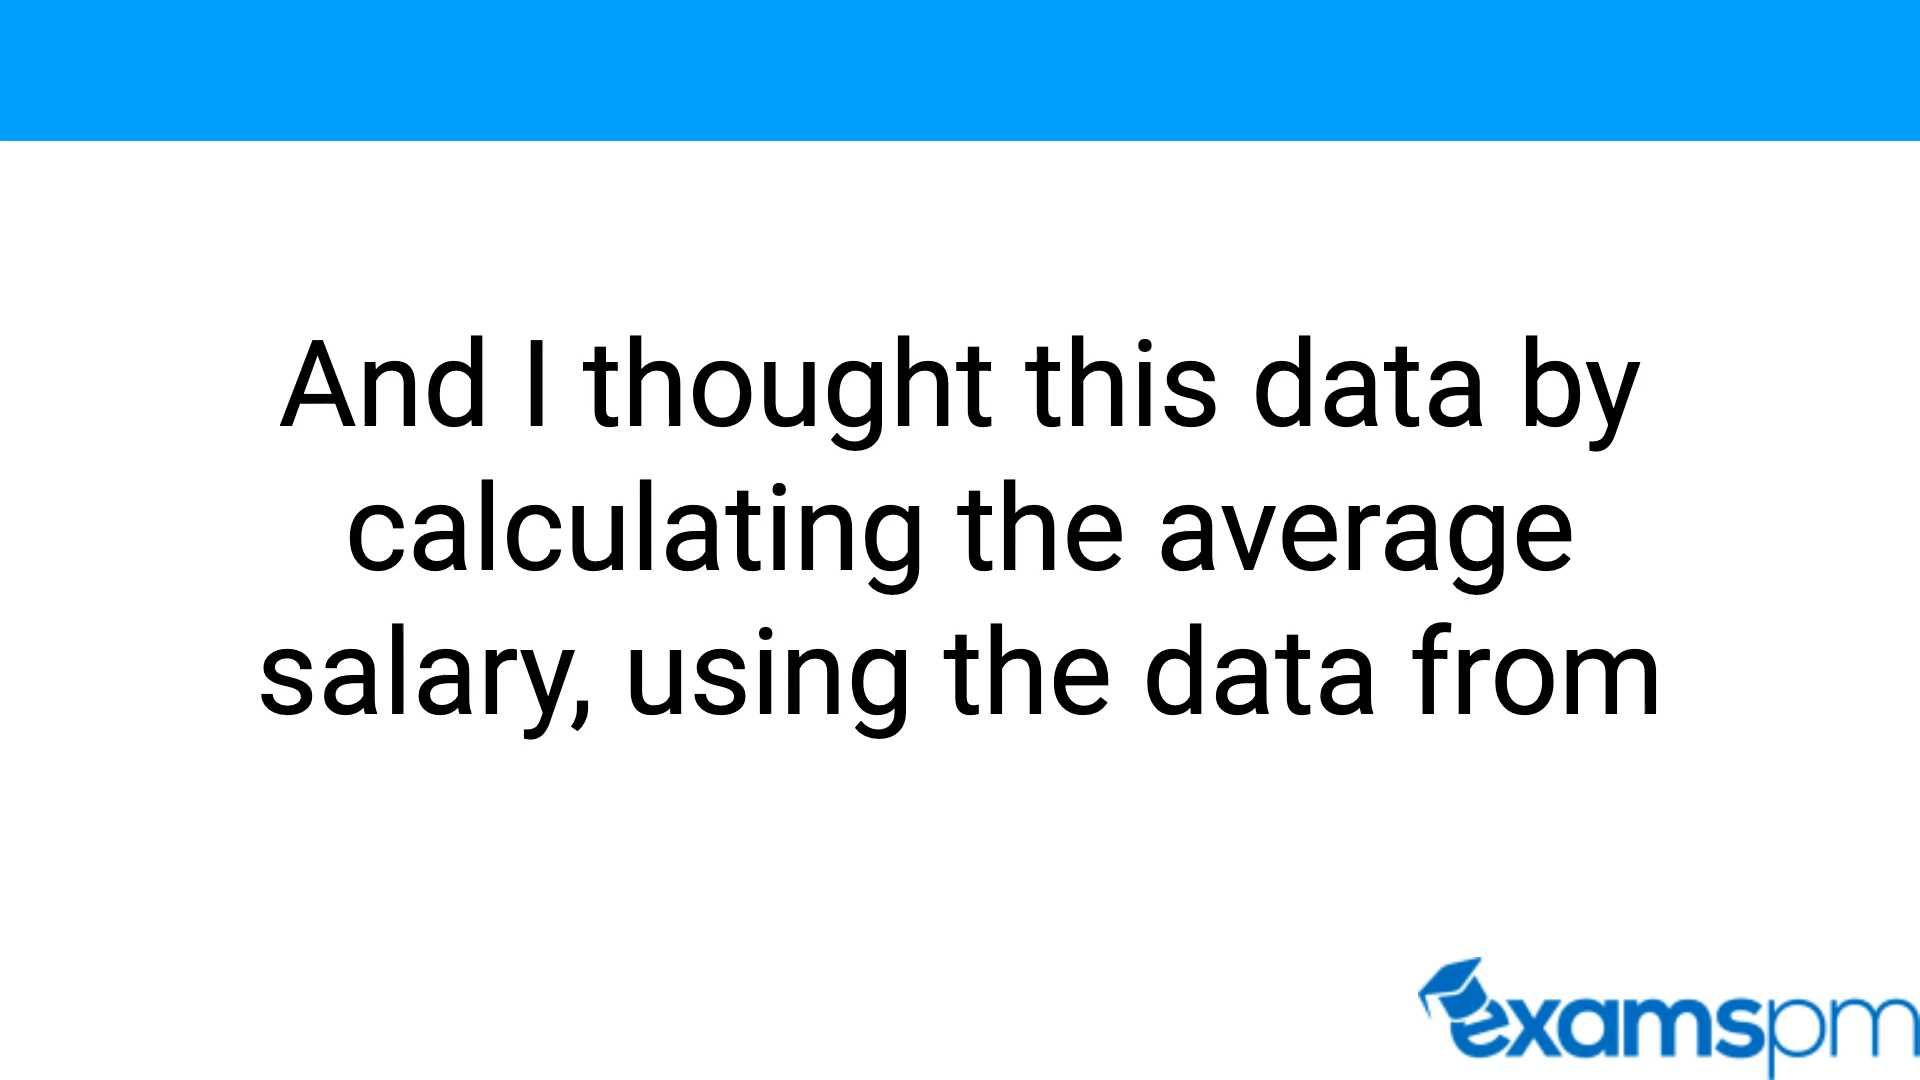 And I thought this data by
calculating the average
salary, using the data from
examspm